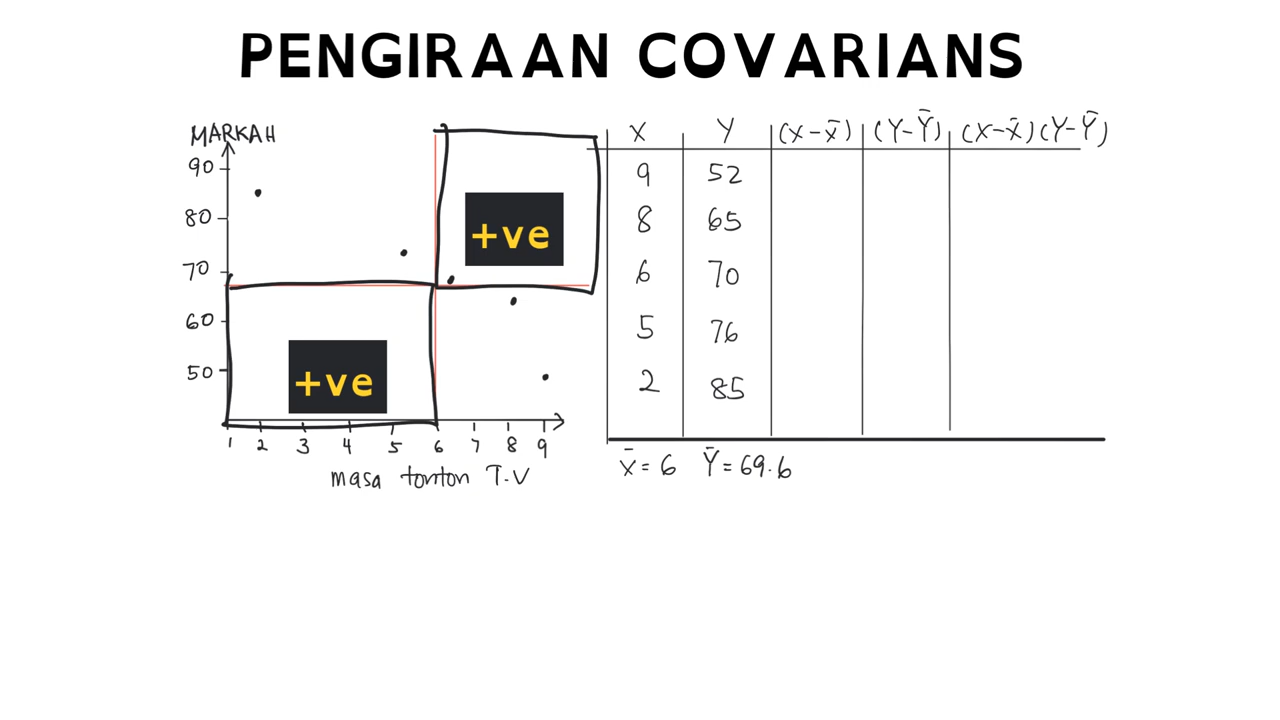 PENGIRAAN COVARIANS
MARKAH
90
80
70
60
50
1 2 3 4 5 6 7 8 9
masa tonton T.V
+ve
+ve
X Y (X-X̄) (Y-Ȳ) (X-X̄)(Y-Ȳ)
9 52
8 65
6 70
5 76
2 85
X̄ = 6 Ȳ = 69.6